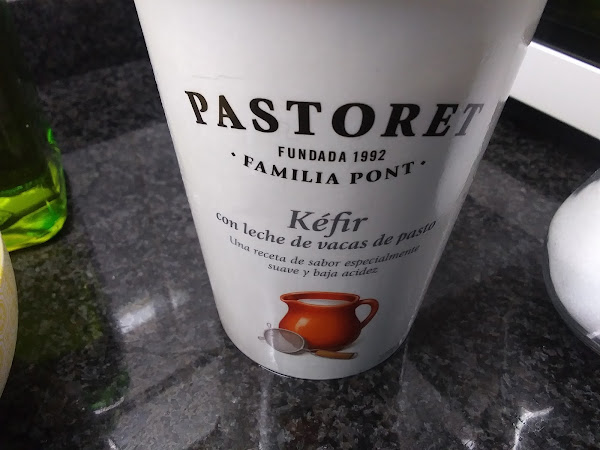 PASTORET
FUNDADA 1992
· FAMILIA PONT ·
Kéfir
con leche de vacas de pasto
Una receta de sabor especialmente
suave y baja acidez